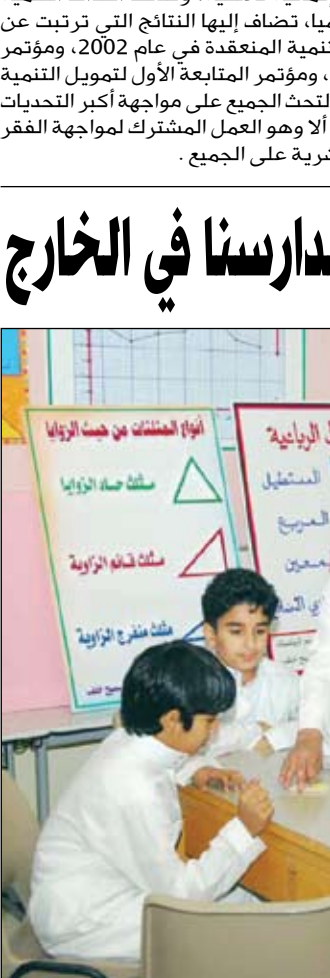 ميا، تضاف إليها النتائج التي ترتبت عن
تنمية المنعقدة في عام 2002، ومؤتمر
، ومؤتمر المتابعة الأول لتمويل التنمية
لتحث الجميع على مواجهة أكبر التحديات
ألا وهو العمل المشترك لمواجهة الفقر
شرية على الجميع .
دارسنا في الخارج
أنواع المثلثات من حيث الزوايا
مثلث حاد الزوايا
مثلث قائم الزاوية
مثلث منفرج الزاوية
الرباعية
المستطيل
المربع